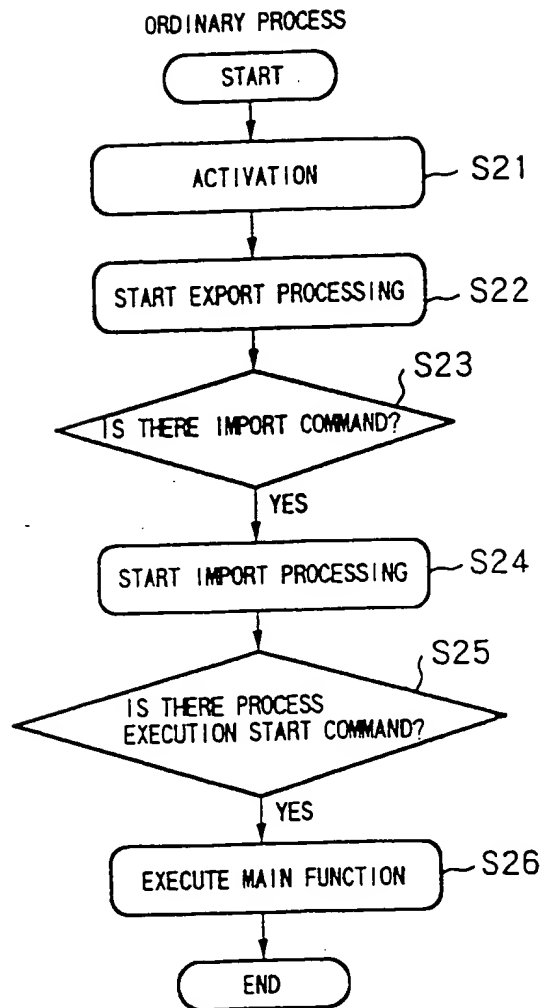 ORDINARY PROCESS
START
ACTIVATION
S21
START EXPORT PROCESSING
S22
S23
IS THERE IMPORT COMMAND?
YES
START IMPORT PROCESSING
S24
S25
IS THERE PROCESS
EXECUTION START COMMAND?
YES
EXECUTE MAIN FUNCTION
S26
END